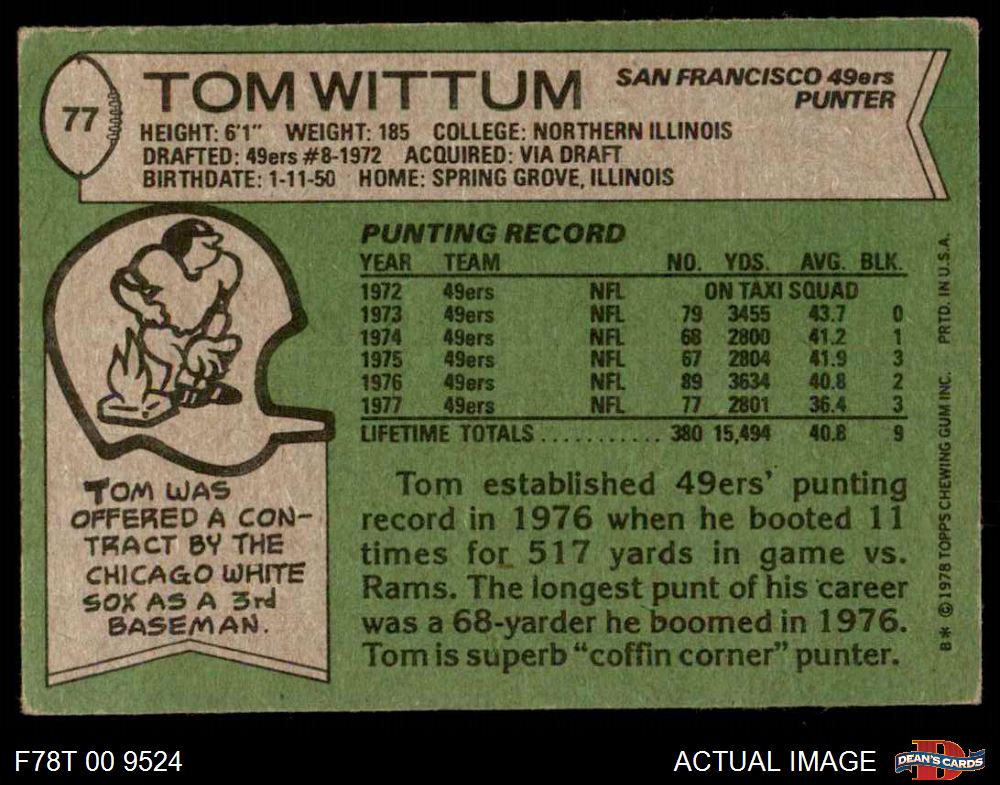 77
TOM WITTUM
SAN FRANCISCO 49ers
PUNTER
HEIGHT: 6'1" WEIGHT: 185 COLLEGE: NORTHERN ILLINOIS
DRAFTED: 49ers #8-1972 ACQUIRED: VIA DRAFT
BIRTHDATE: 1-11-50 HOME: SPRING GROVE, ILLINOIS
PUNTING RECORD
YEAR TEAM NO. YDS. AVG. BLK.
1972 49ers NFL ON TAXI SQUAD
1973 49ers NFL 79 3455 43.7 0
1974 49ers NFL 68 2800 41.2 1
1975 49ers NFL 67 2804 41.9 3
1976 49ers NFL 89 3634 40.8 2
1977 49ers NFL 77 2801 36.4 3
LIFETIME TOTALS........... 380 15,494 40.8 9
TOM WAS
OFFERED A CON-
TRACT BY THE
CHICAGO WHITE
SOX AS A 3rd
BASEMAN.
Tom established 49ers' punting
record in 1976 when he booted 11
times for 517 yards in game vs.
Rams. The longest punt of his career
was a 68-yarder he boomed in 1976.
Tom is superb "coffin corner" punter.
B* © 1978 TOPPS CHEWING GUM INC. PRTD. IN U.S.A.
F78T 00 9524
ACTUAL IMAGE
D
DEAN'S CARDS